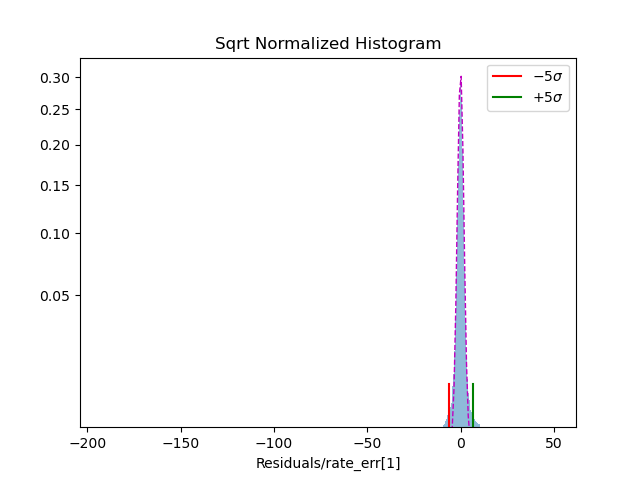 Sqrt Normalized Histogram
−5σ
+5σ
0.30
0.25
0.20
0.15
0.10
0.05
−200 −150 −100 −50 0 50
Residuals/rate_err[1]